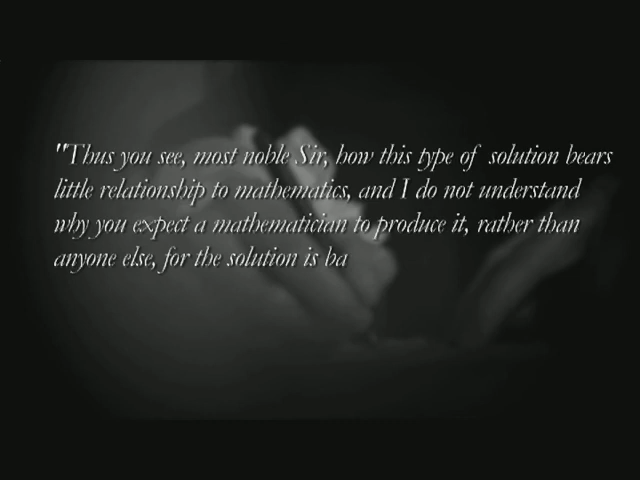 "Thus you see, most noble Sir, how this type of solution bears
little relationship to mathematics, and I do not understand
why you expect a mathematician to produce it, rather than
anyone else, for the solution is ba